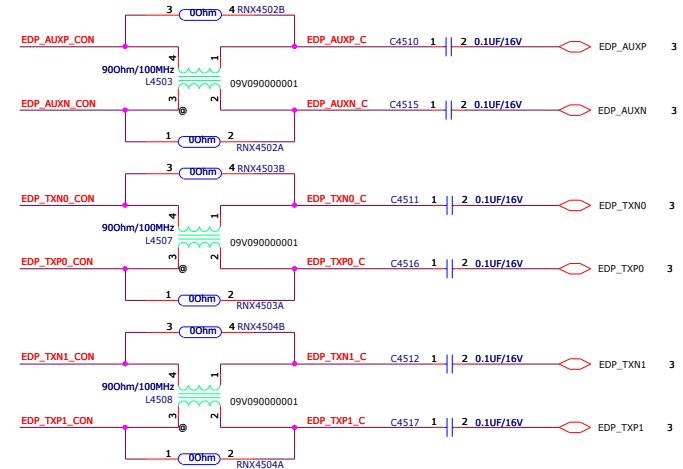 3 0Ohm 4 RNX4502B
EDP_AUXP_CON EDP_AUXP_C C4510 1 2 0.1UF/16V EDP_AUXP 3
4 1
90Ohm/100MHz
L4503 09V090000001
3 2
EDP_AUXN_CON @ EDP_AUXN_C C4515 1 2 0.1UF/16V EDP_AUXN 3
1 0Ohm 2
RNX4502A
3 0Ohm 4 RNX4503B
EDP_TXN0_CON EDP_TXN0_C C4511 1 2 0.1UF/16V EDP_TXN0 3
4 1
90Ohm/100MHz
L4507 09V090000001
3 2
EDP_TXP0_CON @ EDP_TXP0_C C4516 1 2 0.1UF/16V EDP_TXP0 3
1 0Ohm 2
RNX4503A
3 0Ohm 4 RNX4504B
EDP_TXN1_CON EDP_TXN1_C C4512 1 2 0.1UF/16V EDP_TXN1 3
4 1
90Ohm/100MHz
L4508 09V090000001
3 2
EDP_TXP1_CON @ EDP_TXP1_C C4517 1 2 0.1UF/16V EDP_TXP1 3
1 0Ohm 2
RNX4504A